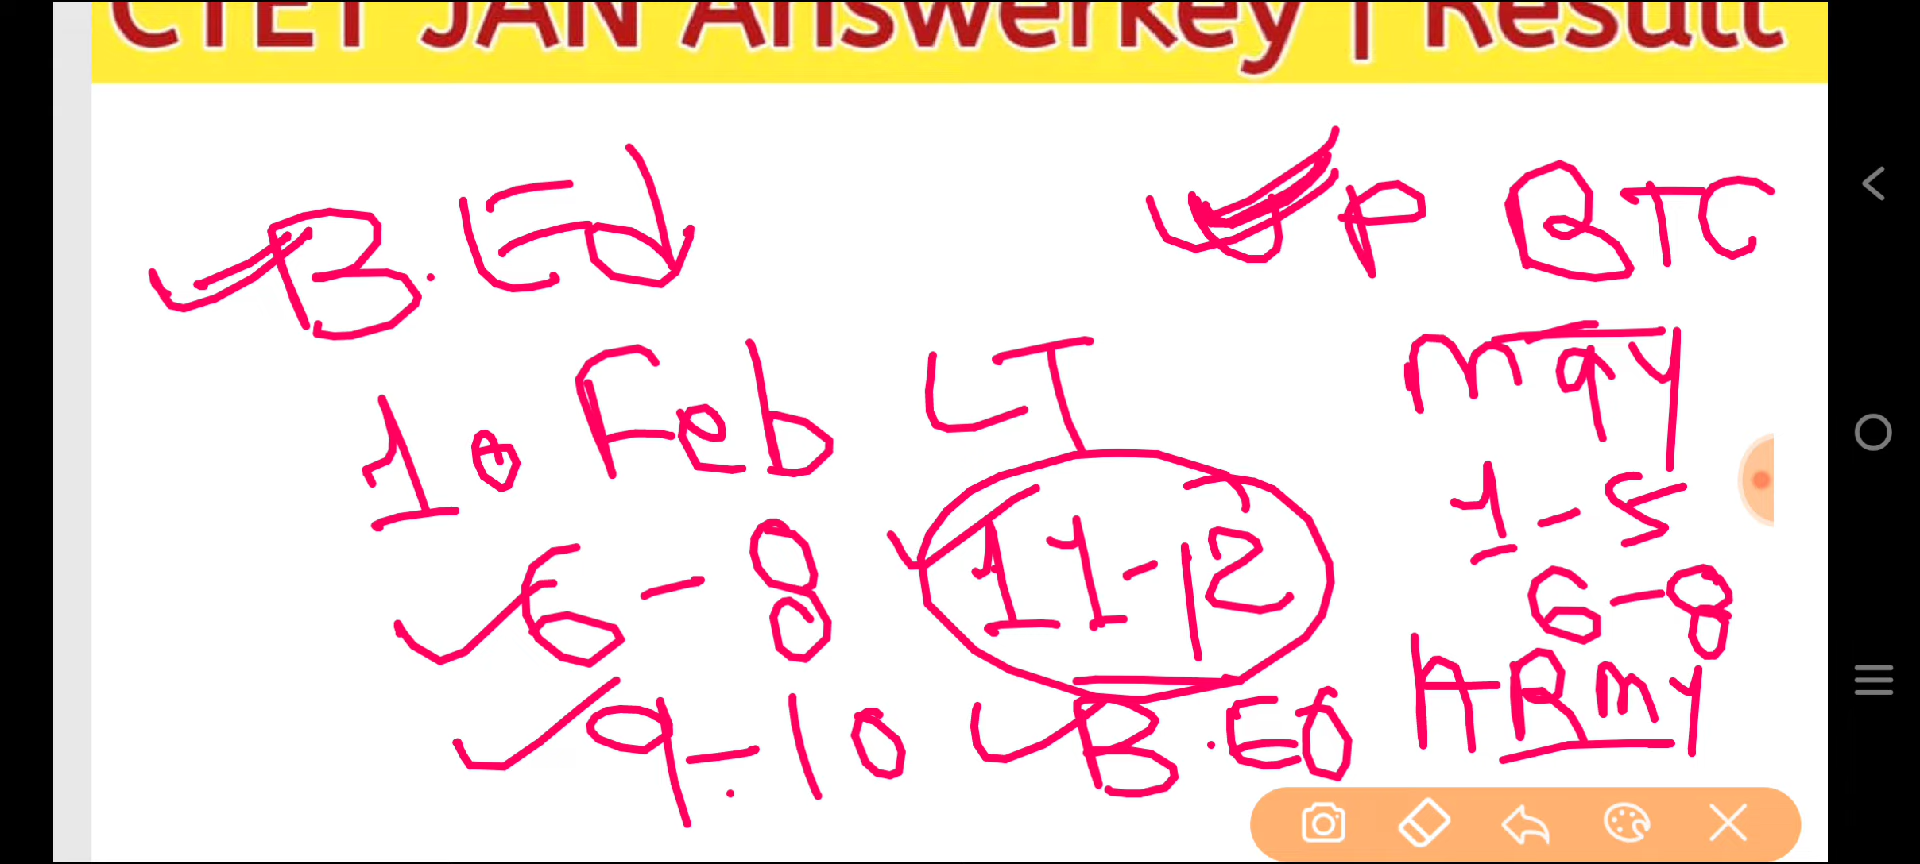 CTET JAN Answerkey | Result
B.Ed UP BTC
10 Feb LT may
11-12 1-5
6-8 6-8
9-10 B.ED ARmy